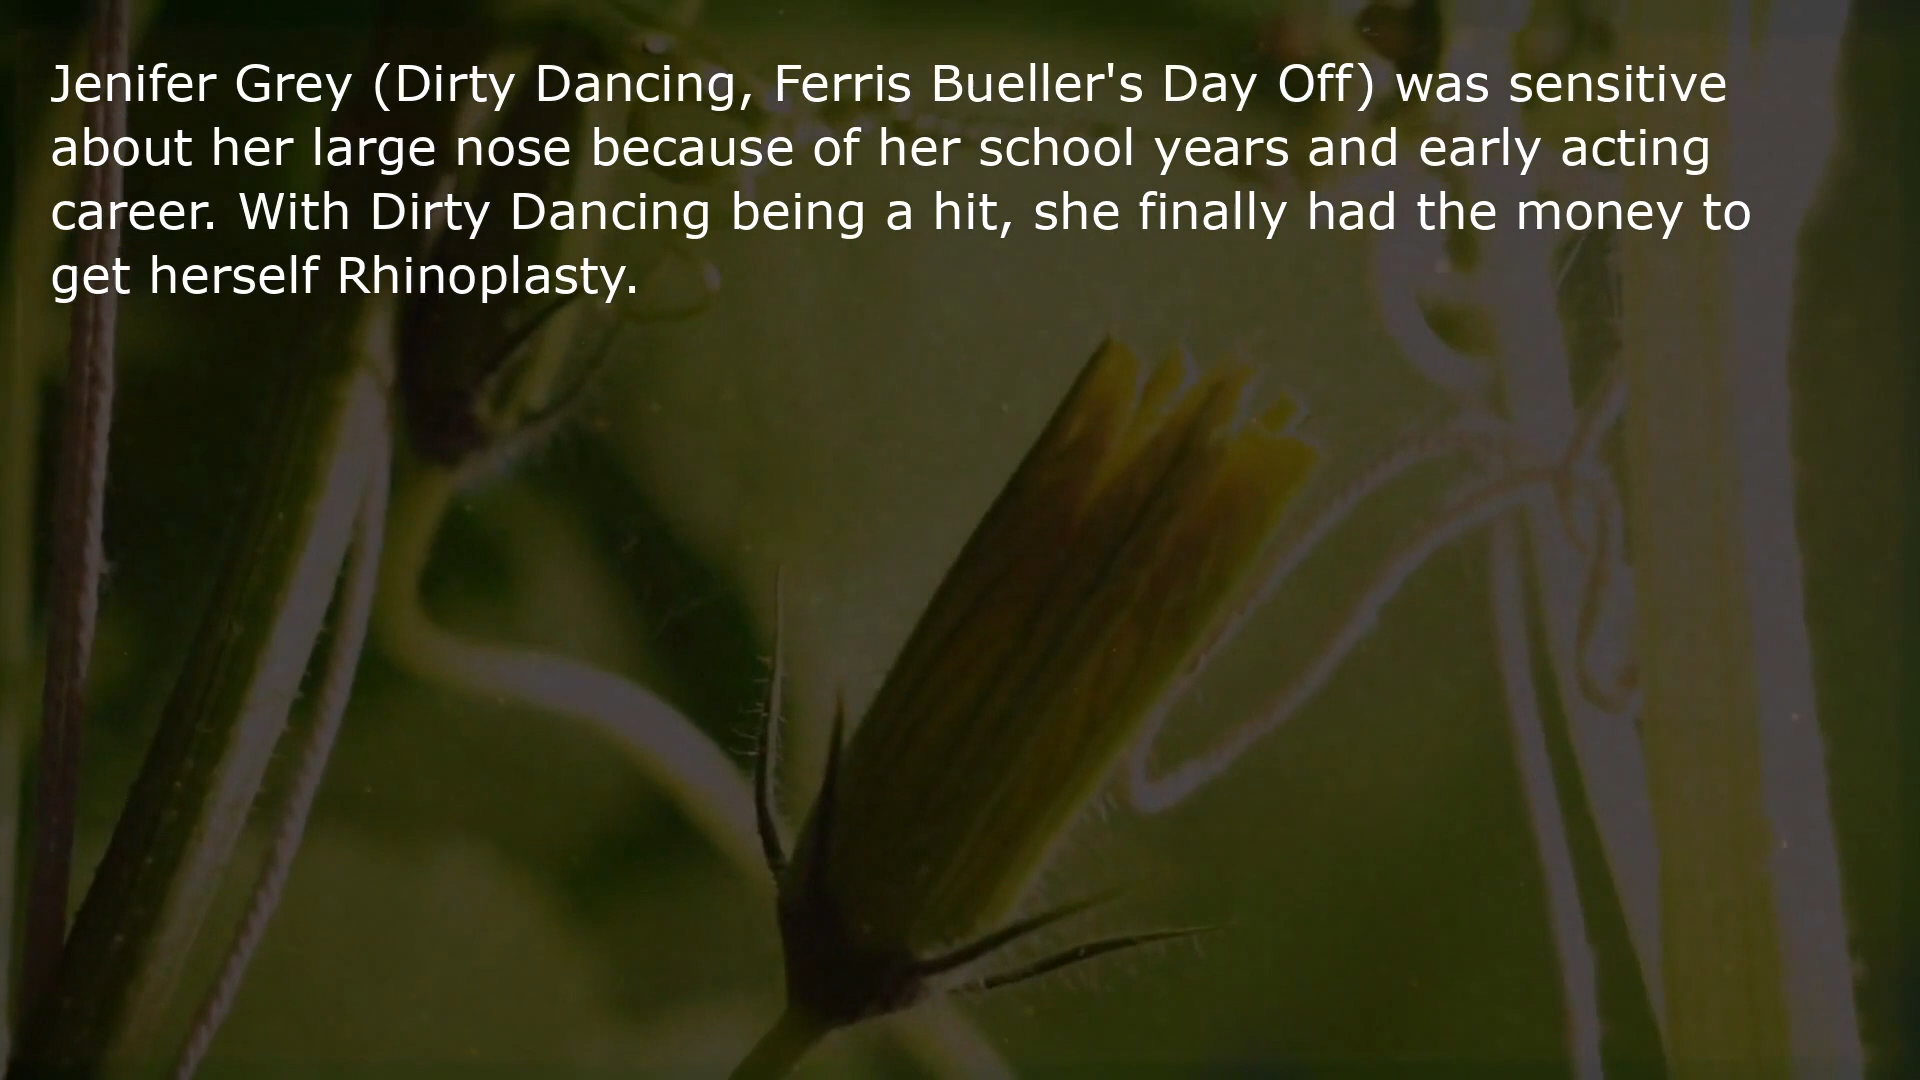 Jenifer Grey (Dirty Dancing, Ferris Bueller's Day Off) was sensitive
about her large nose because of her school years and early acting
career. With Dirty Dancing being a hit, she finally had the money to
get herself Rhinoplasty.